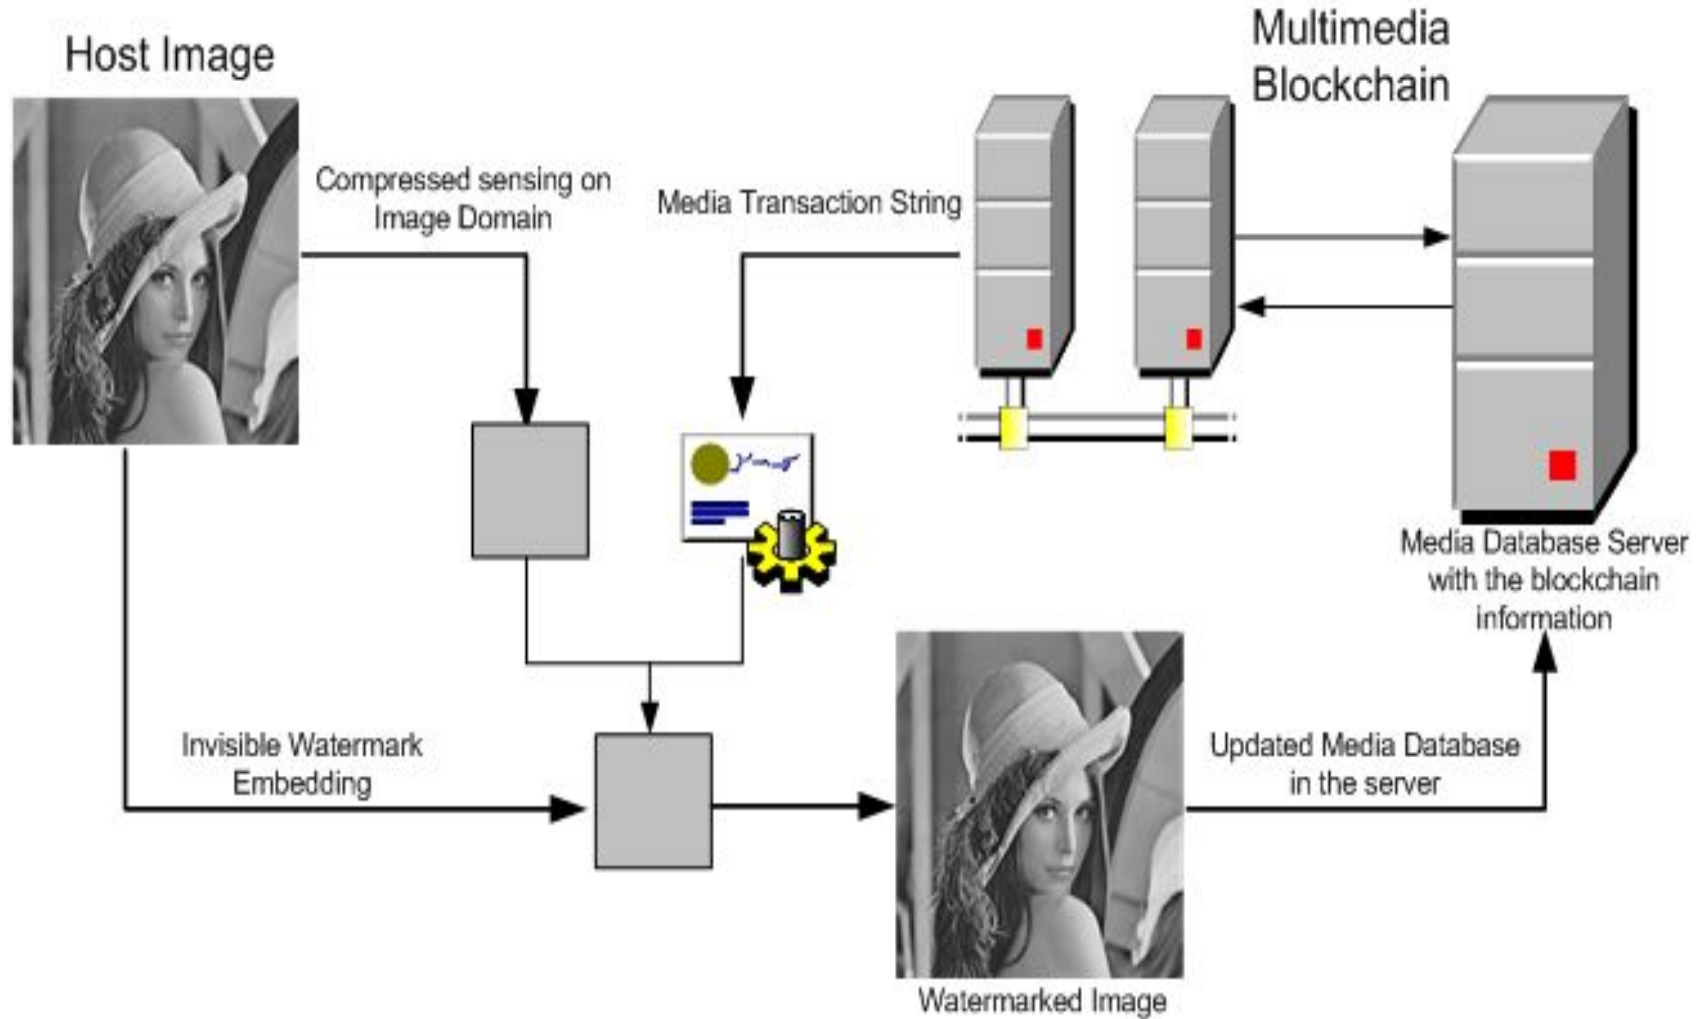 Host Image
Multimedia
Blockchain
Compressed sensing on
Image Domain
Media Transaction String
Media Database Server
with the blockchain
information
Invisible Watermark
Embedding
Updated Media Database
in the server
Watermarked Image